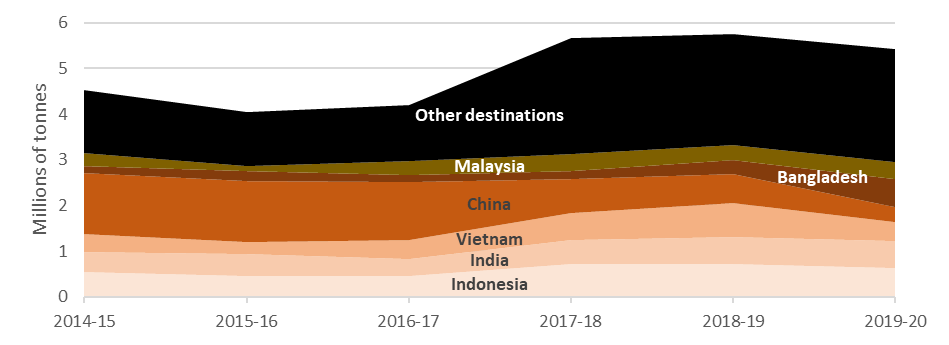 Millions of tonnes
6
5
4
3
2
1
0
Other destinations
Malaysia
Bangladesh
China
Vietnam
India
Indonesia
2014-15 2015-16 2016-17 2017-18 2018-19 2019-20